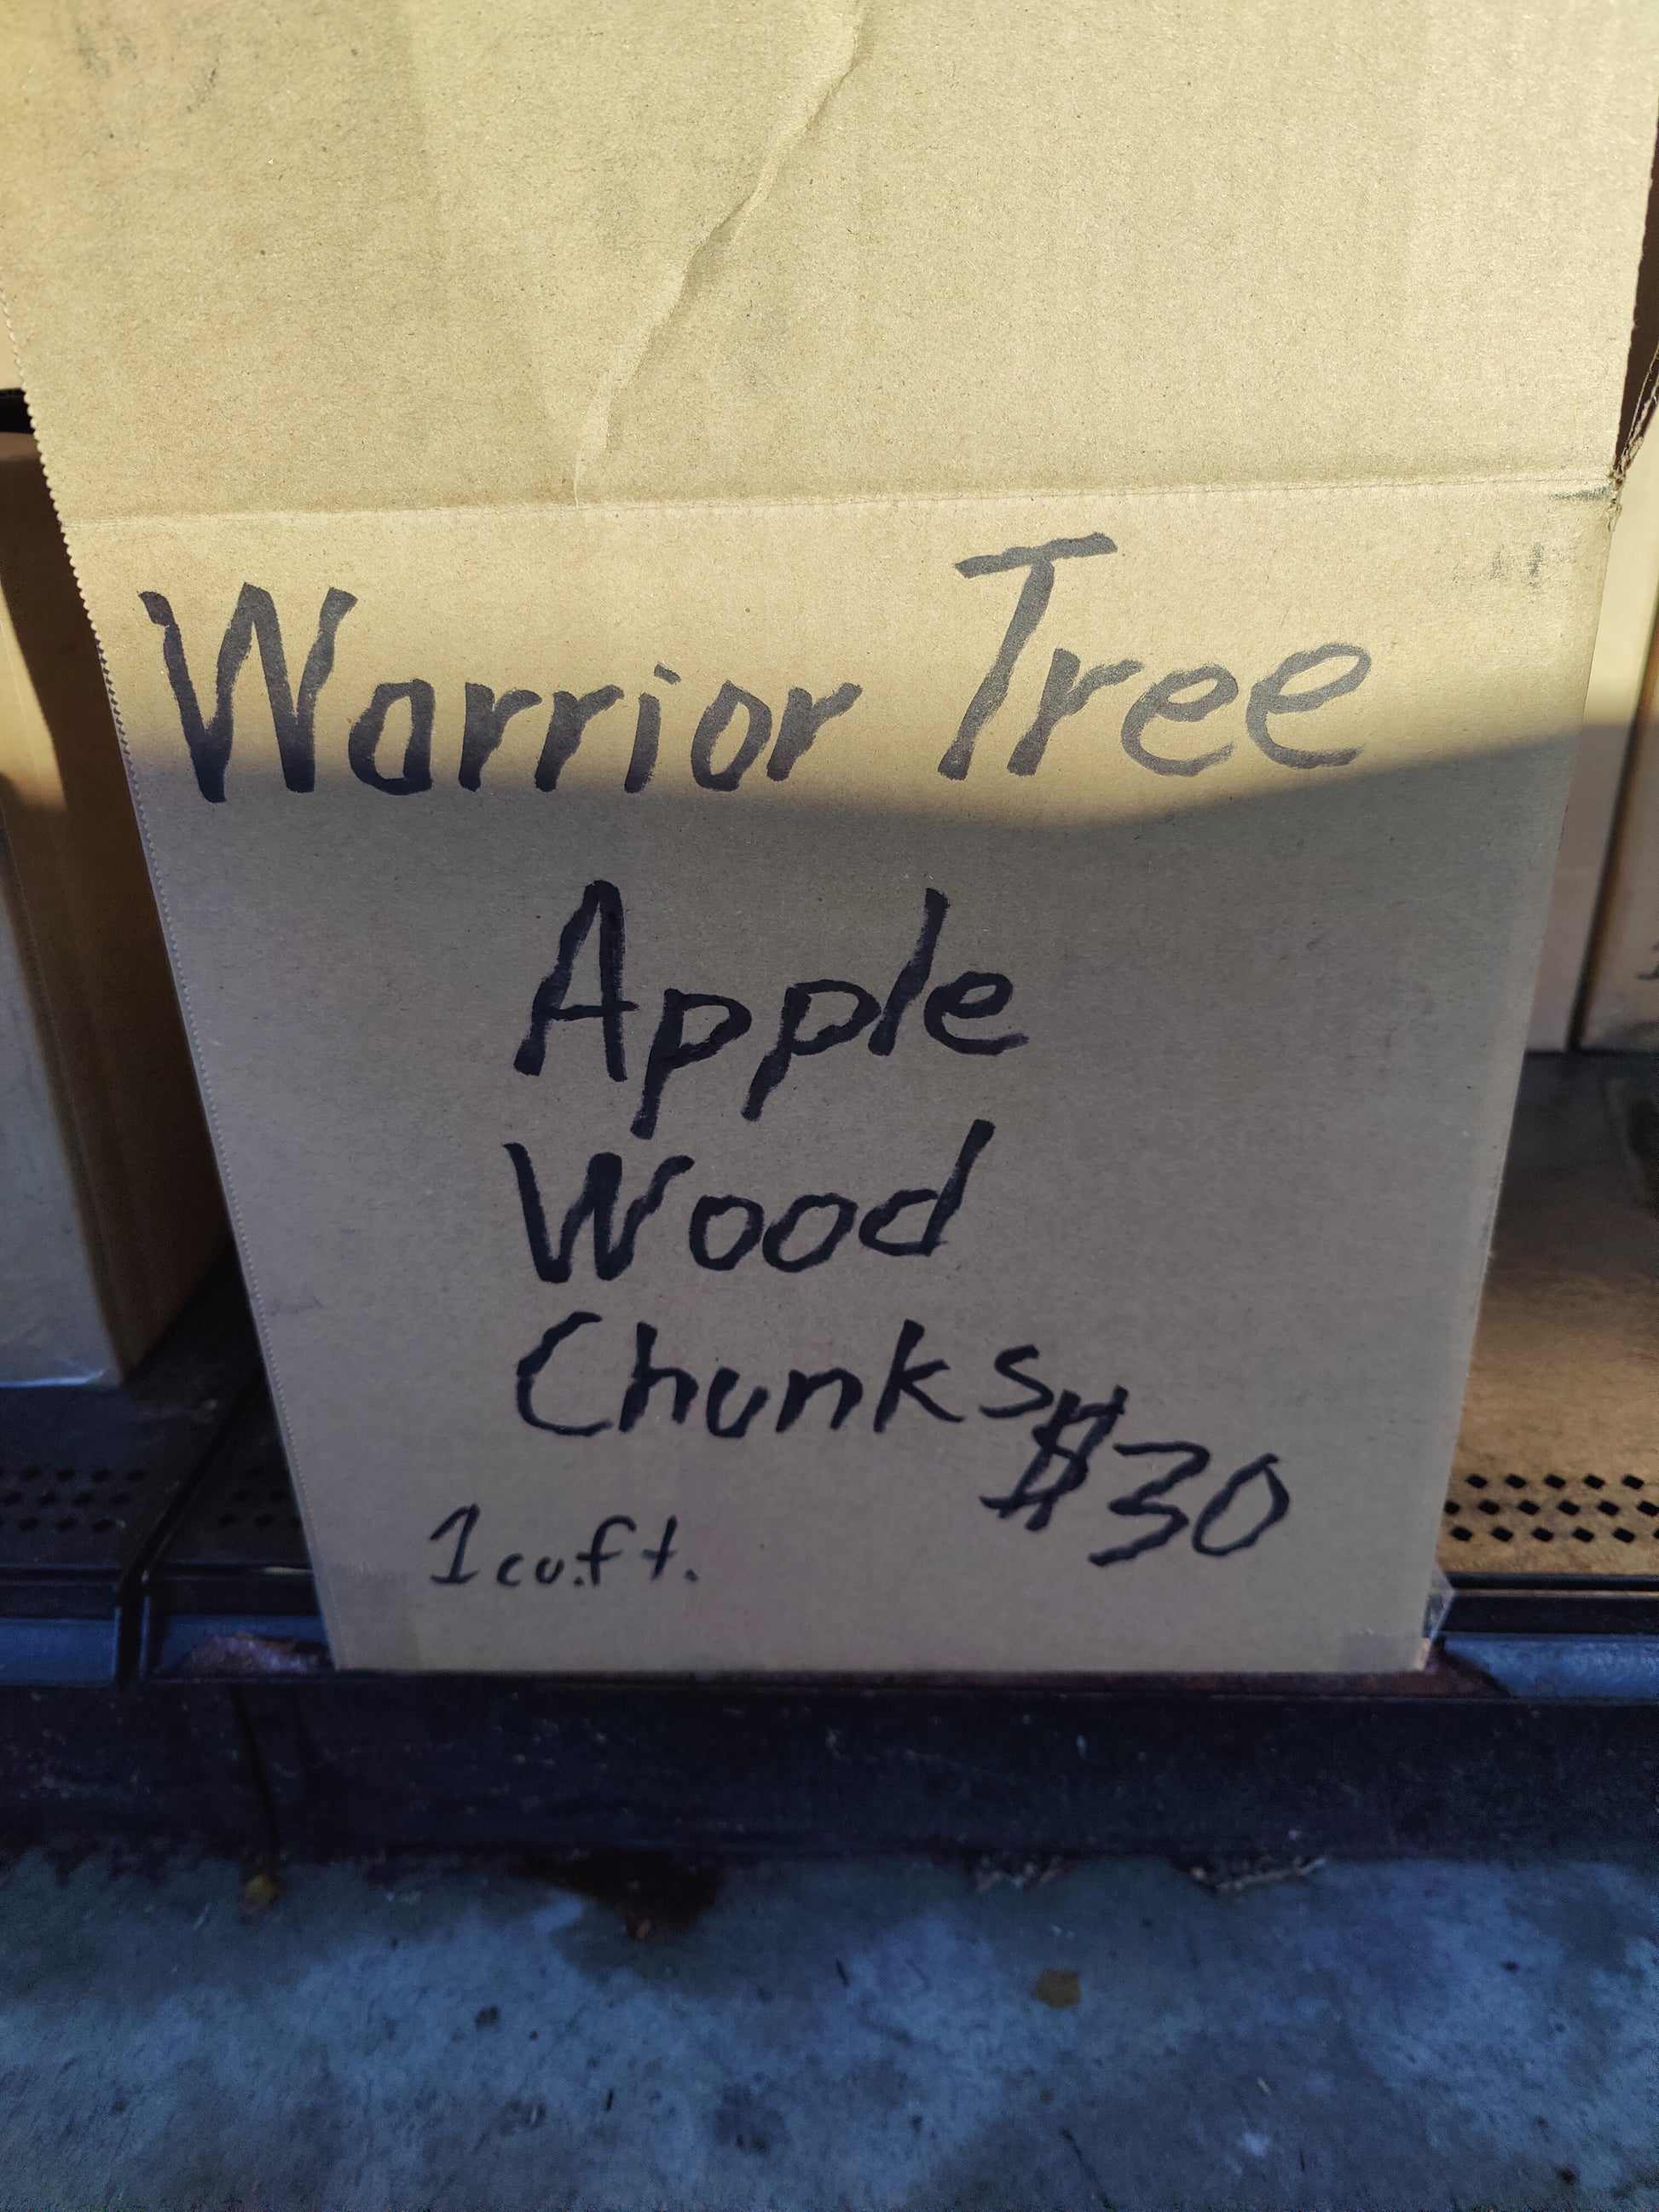 Warrior Tree
Apple
Wood
Chunks
$30
1 cu.ft.